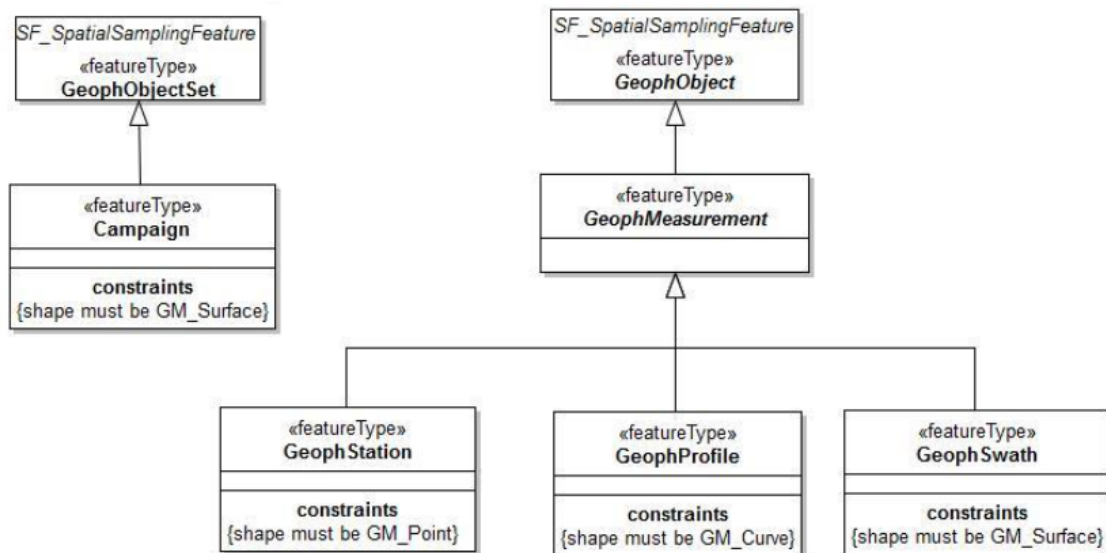 SF_SpatialSamplingFeature
«featureType»
GeophObjectSet
«featureType»
Campaign
constraints
{shape must be GM_Surface}
SF_SpatialSamplingFeature
«featureType»
GeophObject
«featureType»
GeophMeasurement
«featureType»
GeophStation
constraints
{shape must be GM_Point}
«featureType»
GeophProfile
constraints
{shape must be GM_Curve}
«featureType»
GeophSwath
constraints
{shape must be GM_Surface}